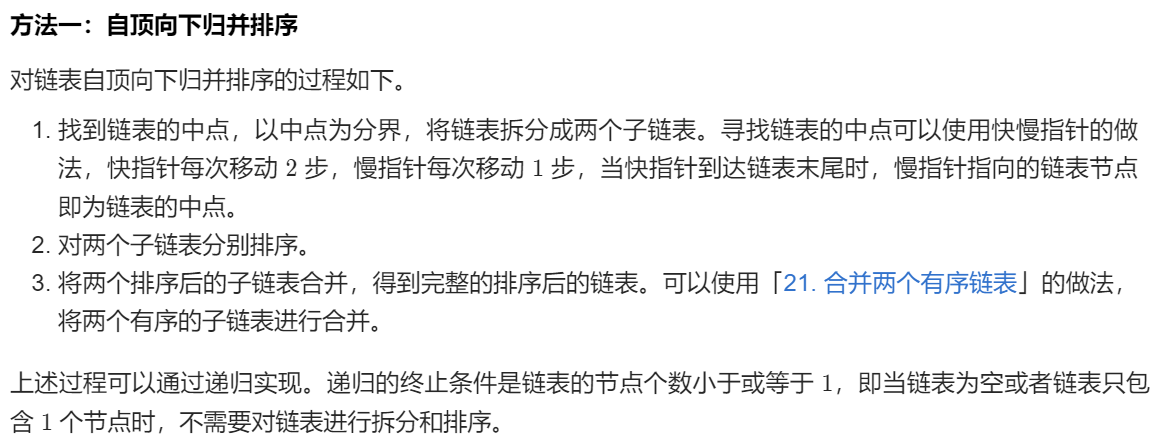 方法一：自顶向下归并排序
对链表自顶向下归并排序的过程如下。
1. 找到链表的中点，以中点为分界，将链表拆分成两个子链表。寻找链表的中点可以使用快慢指针的做
法，快指针每次移动 2 步，慢指针每次移动 1 步，当快指针到达链表末尾时，慢指针指向的链表节点
即为链表的中点。
2. 对两个子链表分别排序。
3. 将两个排序后的子链表合并，得到完整的排序后的链表。可以使用「21. 合并两个有序链表」的做法，
将两个有序的子链表进行合并。
上述过程可以通过递归实现。递归的终止条件是链表的节点个数小于或等于 1，即当链表为空或者链表只包
含 1 个节点时，不需要对链表进行拆分和排序。